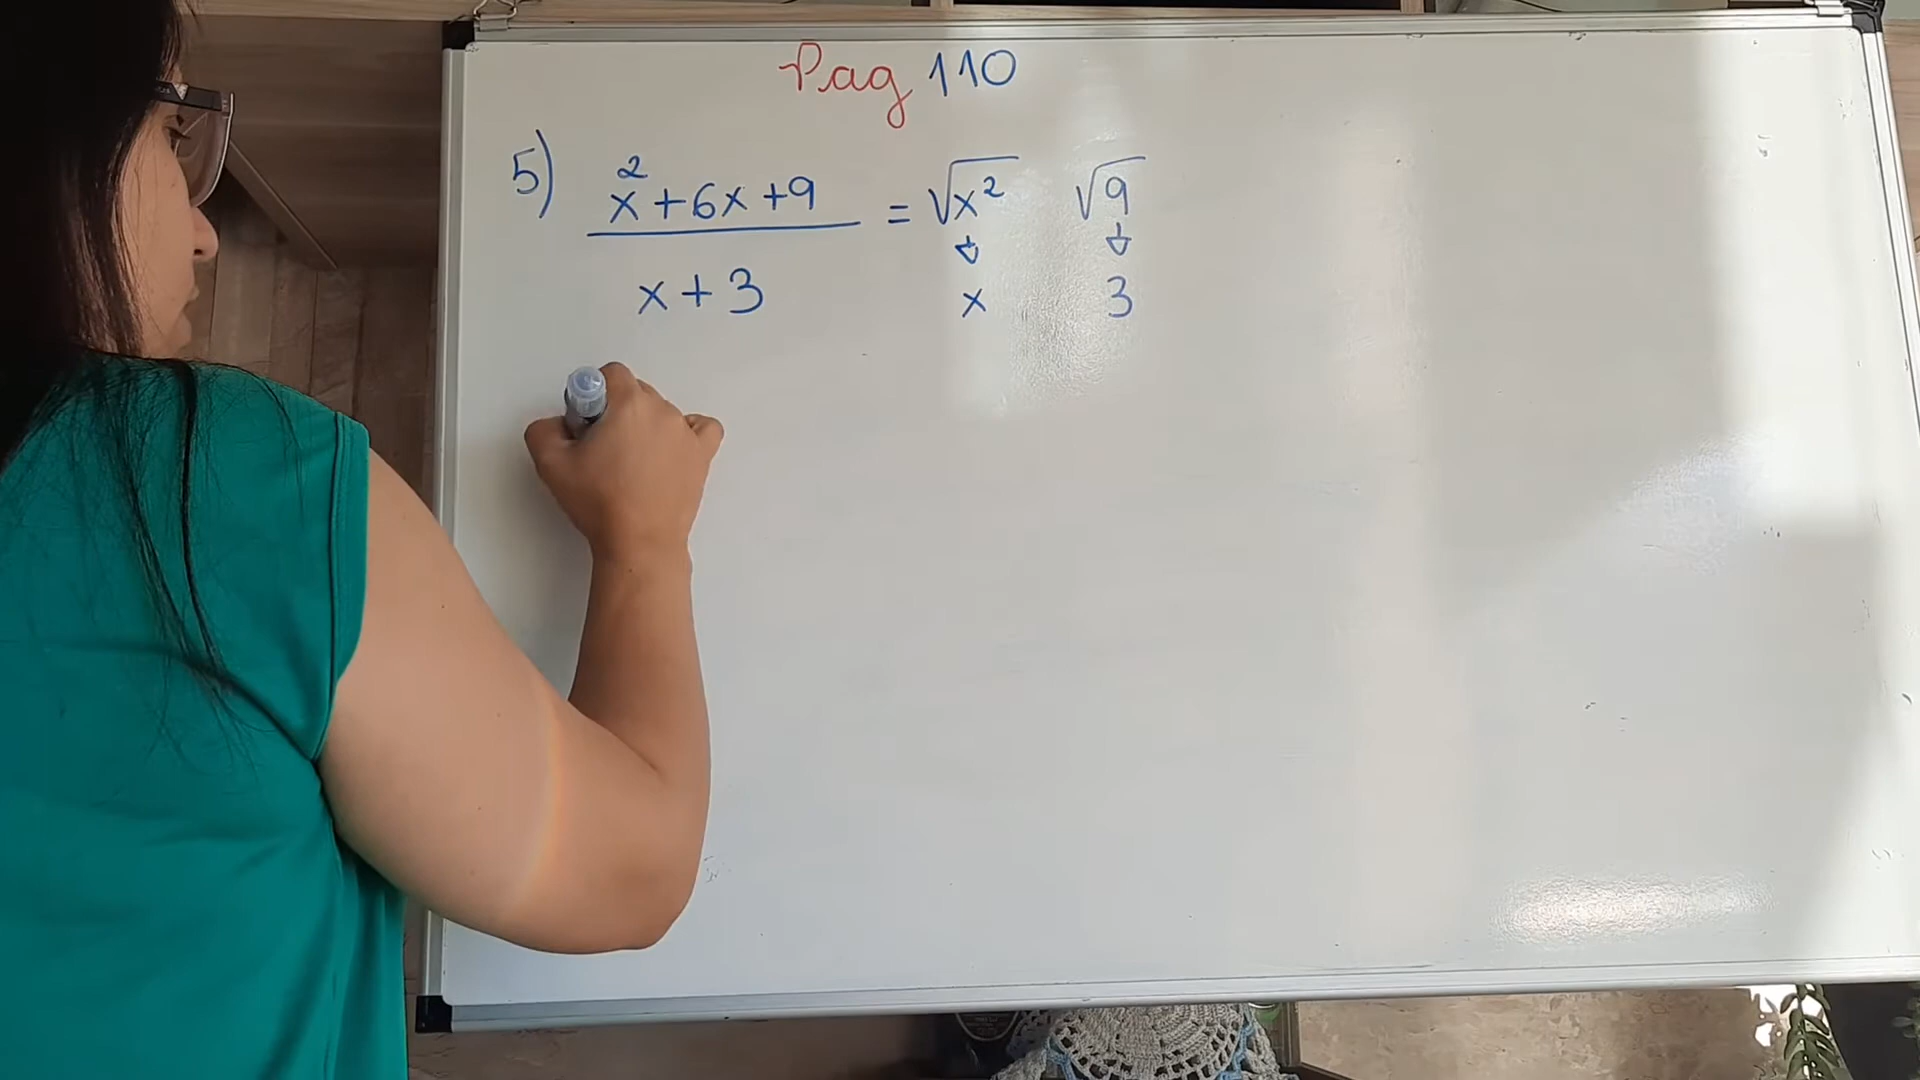 Pag 110
5) x²+6x+9 = √x² √9
x+3 x 3